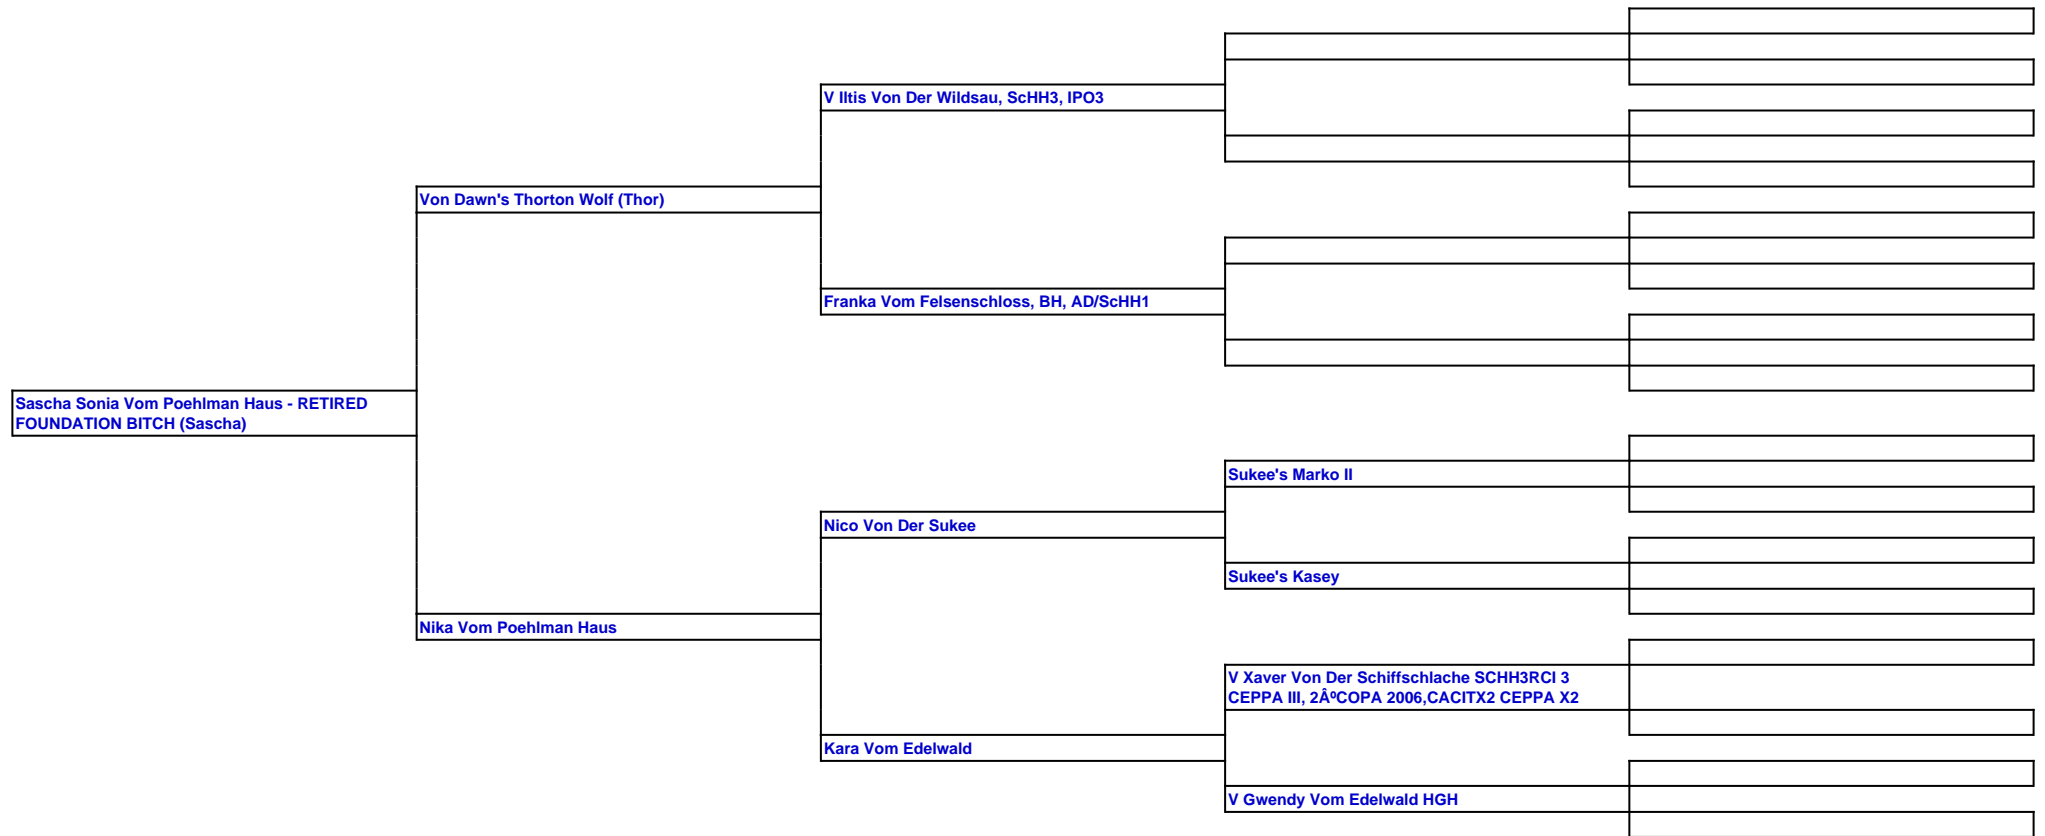 V Iltis Von Der Wildsau, ScHH3, IPO3
Von Dawn's Thorton Wolf (Thor)
Franka Vom Felsenschloss, BH, AD/ScHH1
Sascha Sonia Vom Poehlman Haus - RETIRED
FOUNDATION BITCH (Sascha)
Sukee's Marko II
Nico Von Der Sukee
Sukee's Kasey
Nika Vom Poehlman Haus
V Xaver Von Der Schiffschlache SCHH3RCI 3
CEPPA III, 2ÂºCOPA 2006,CACITX2 CEPPA X2
Kara Vom Edelwald
V Gwendy Vom Edelwald HGH